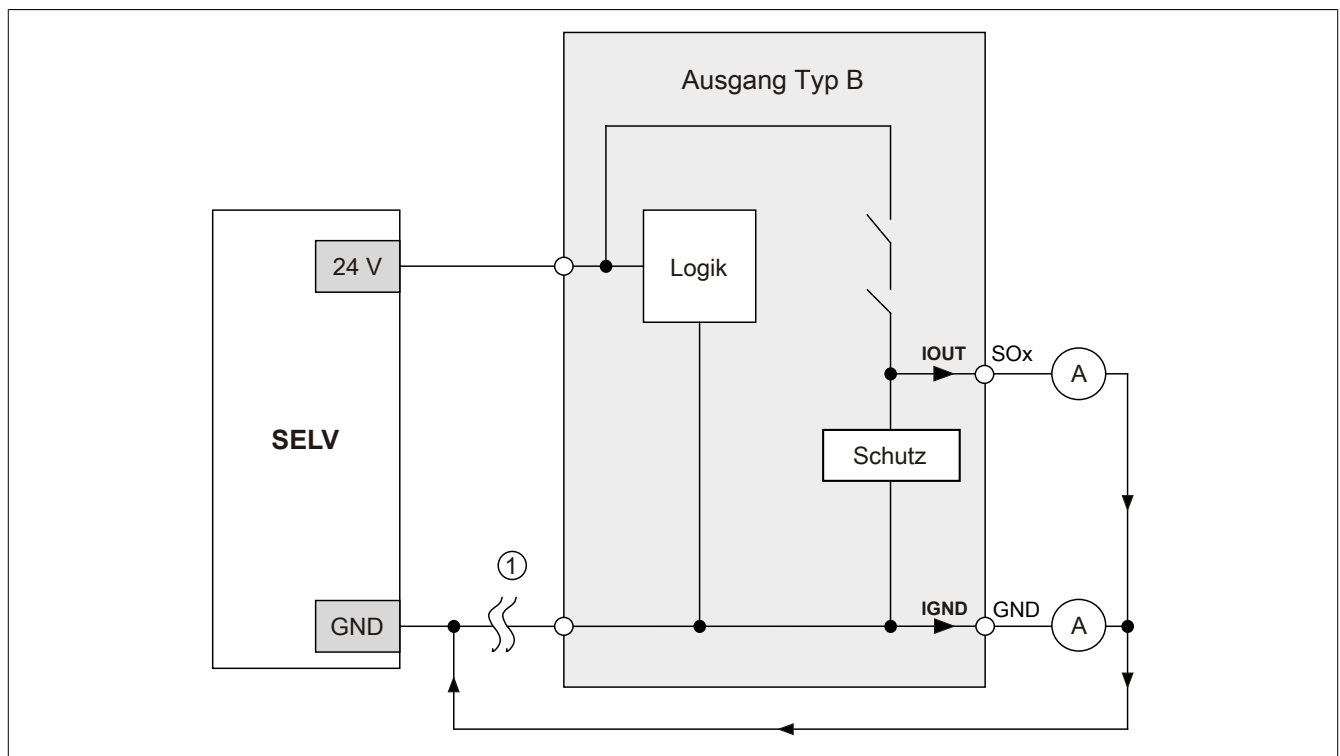 Ausgang Typ B
24 V
Logik
IOUT
SOx
A
SELV
Schutz
1
GND
IGND
GND
A